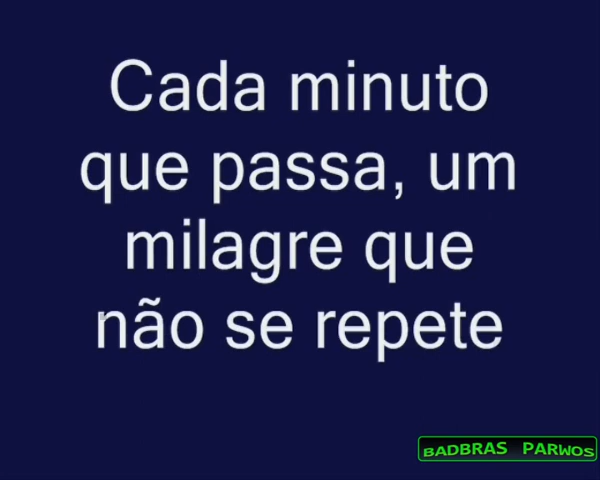 Cada minuto
que passa, um
milagre que
não se repete
BADBRAS PARWOS